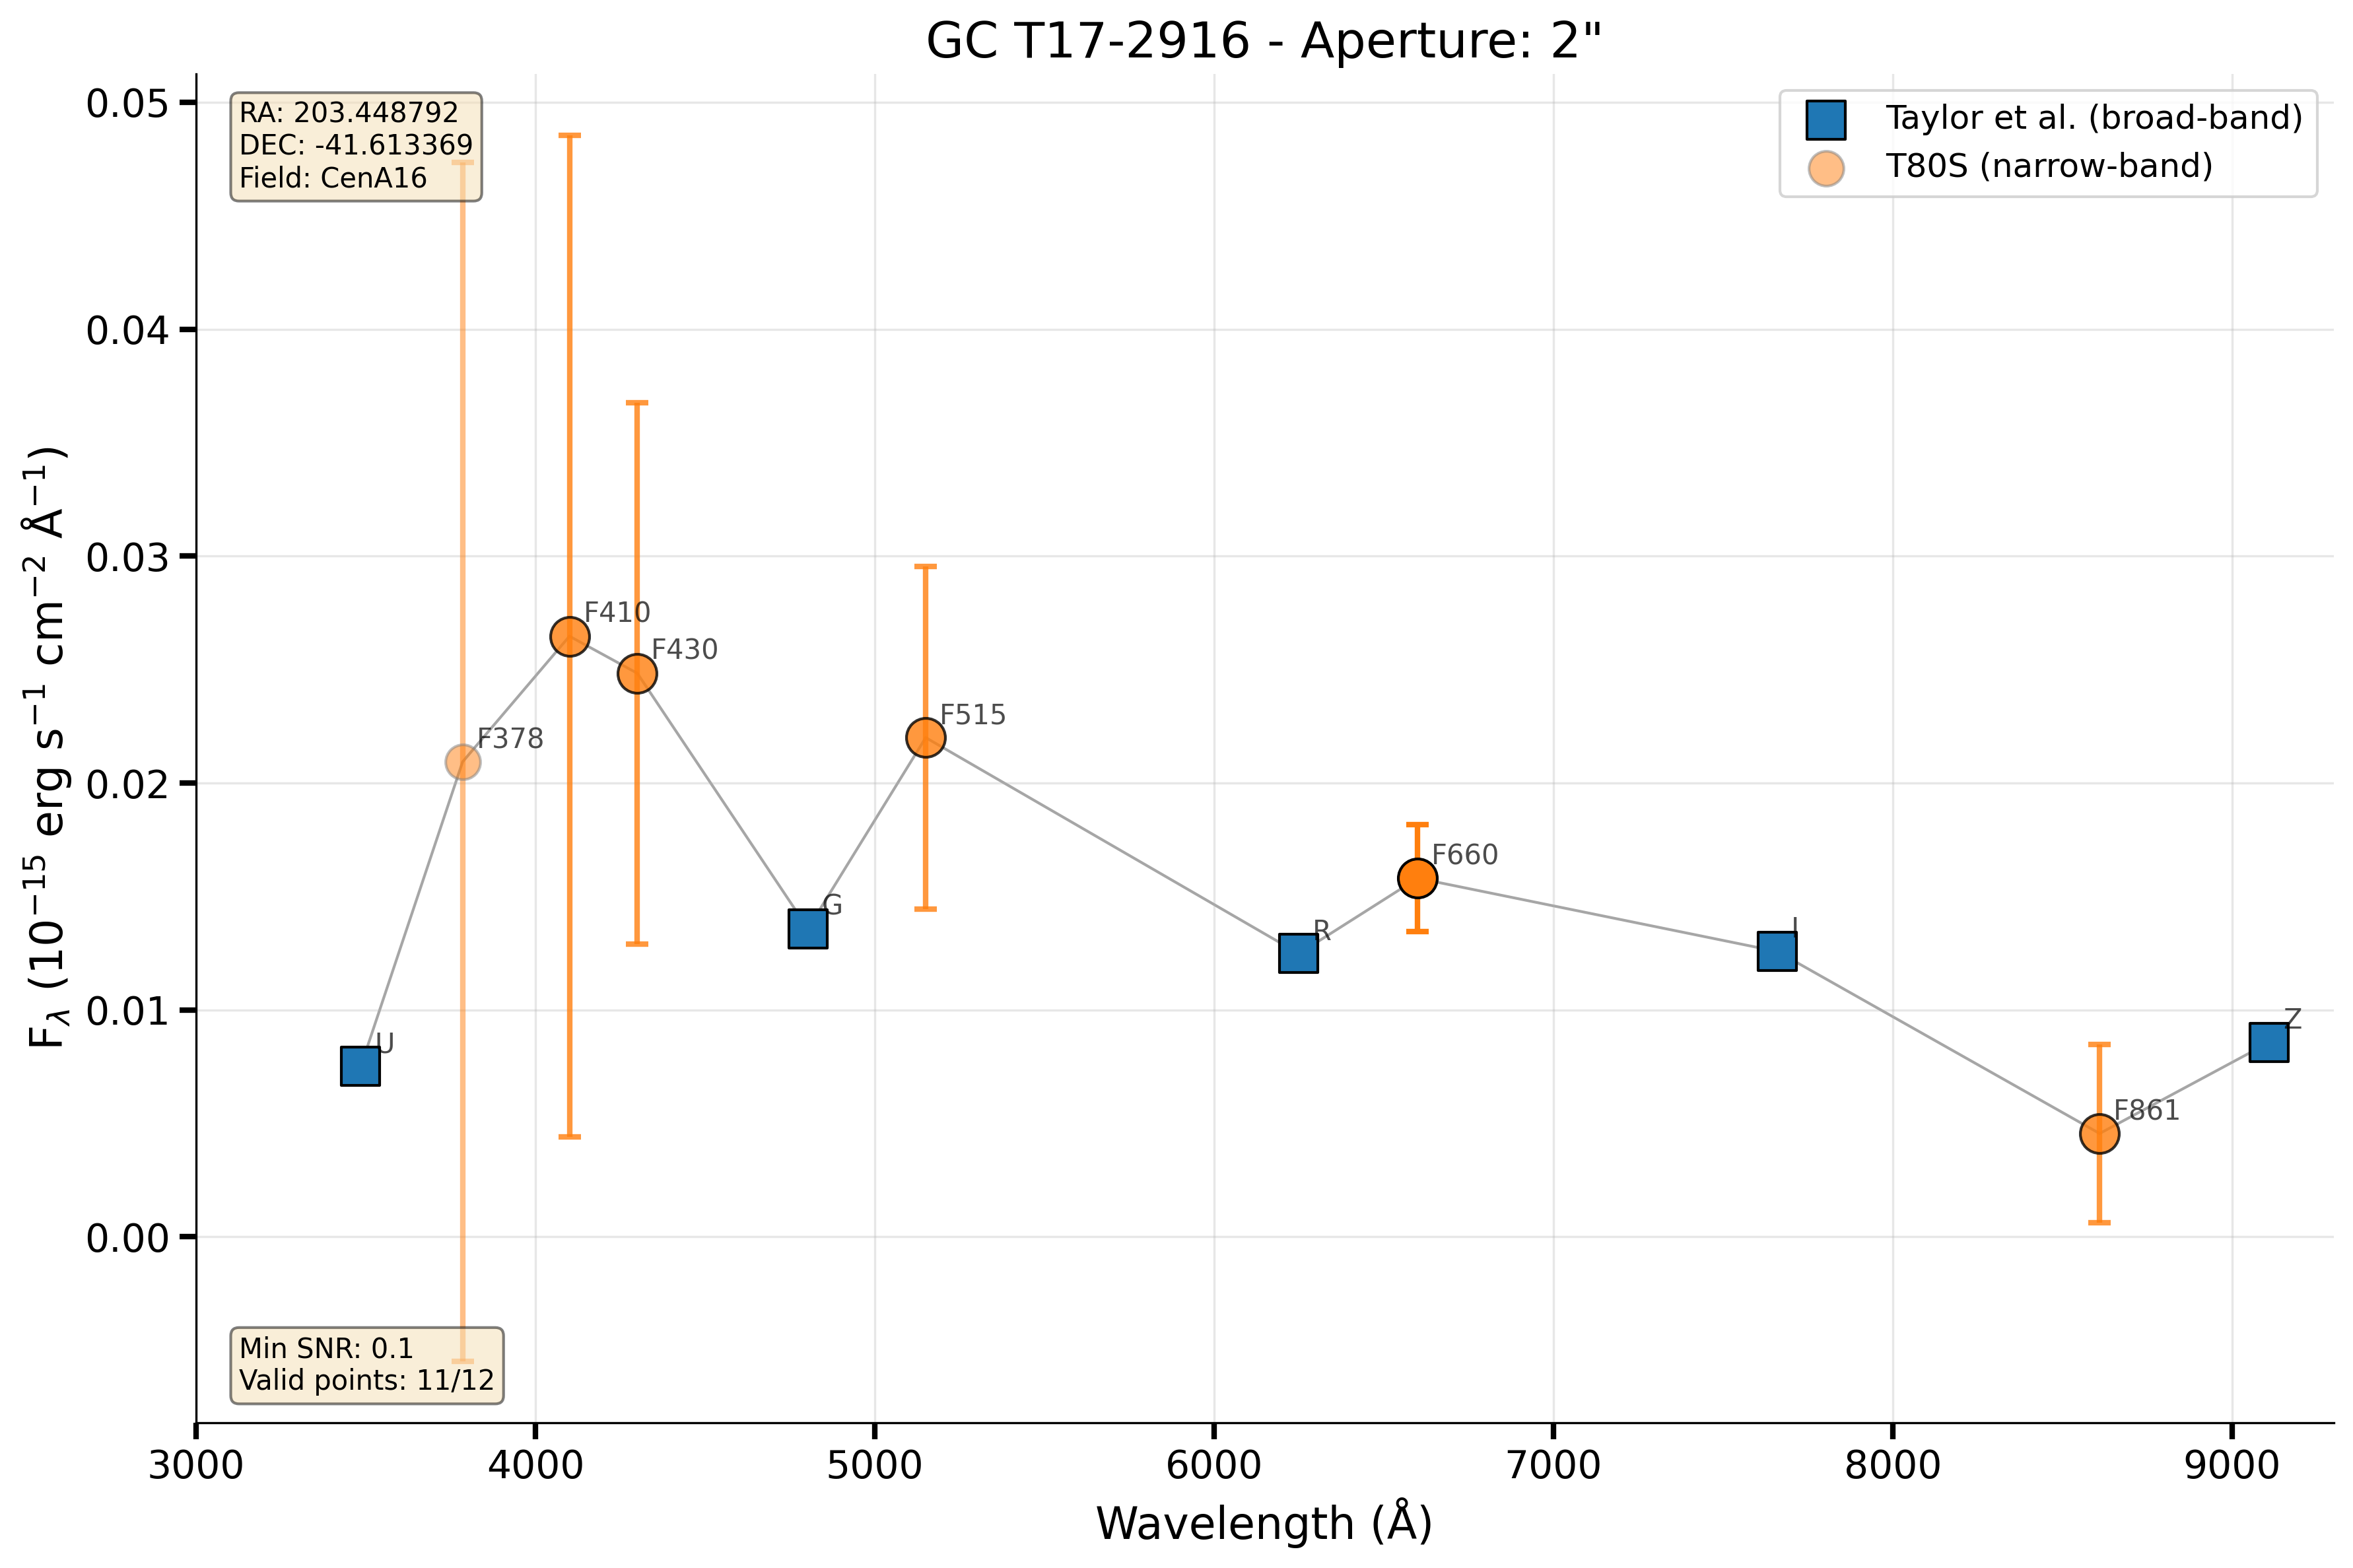 GC T17-2916 - Aperture: 2"
RA: 203.448792
DEC: -41.613369
Field: CenA16
Taylor et al. (broad-band)
T80S (narrow-band)
0.05
0.04
0.03
0.02
0.01
0.00
F_λ (10⁻¹⁵ erg s⁻¹ cm⁻² Å⁻¹)
U
F378
F410
F430
G
F515
R
F660
I
F861
Z
Min SNR: 0.1
Valid points: 11/12
3000 4000 5000 6000 7000 8000 9000
Wavelength (Å)